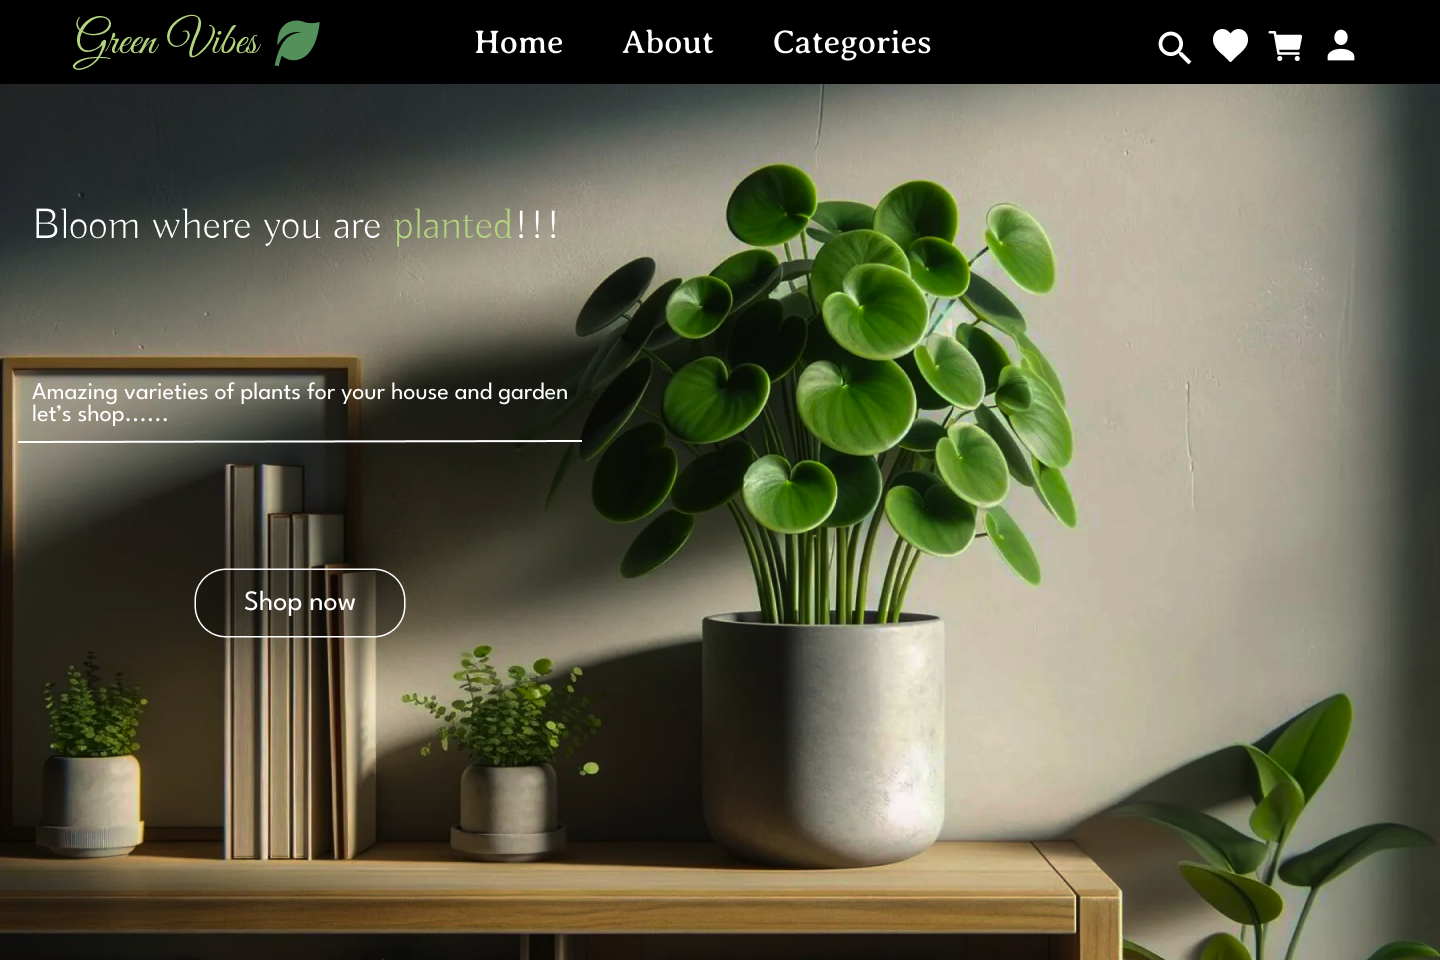 Green Vibes
Home About Categories
Bloom where you are planted!!!
Amazing varieties of plants for your house and garden
let’s shop......
Shop now